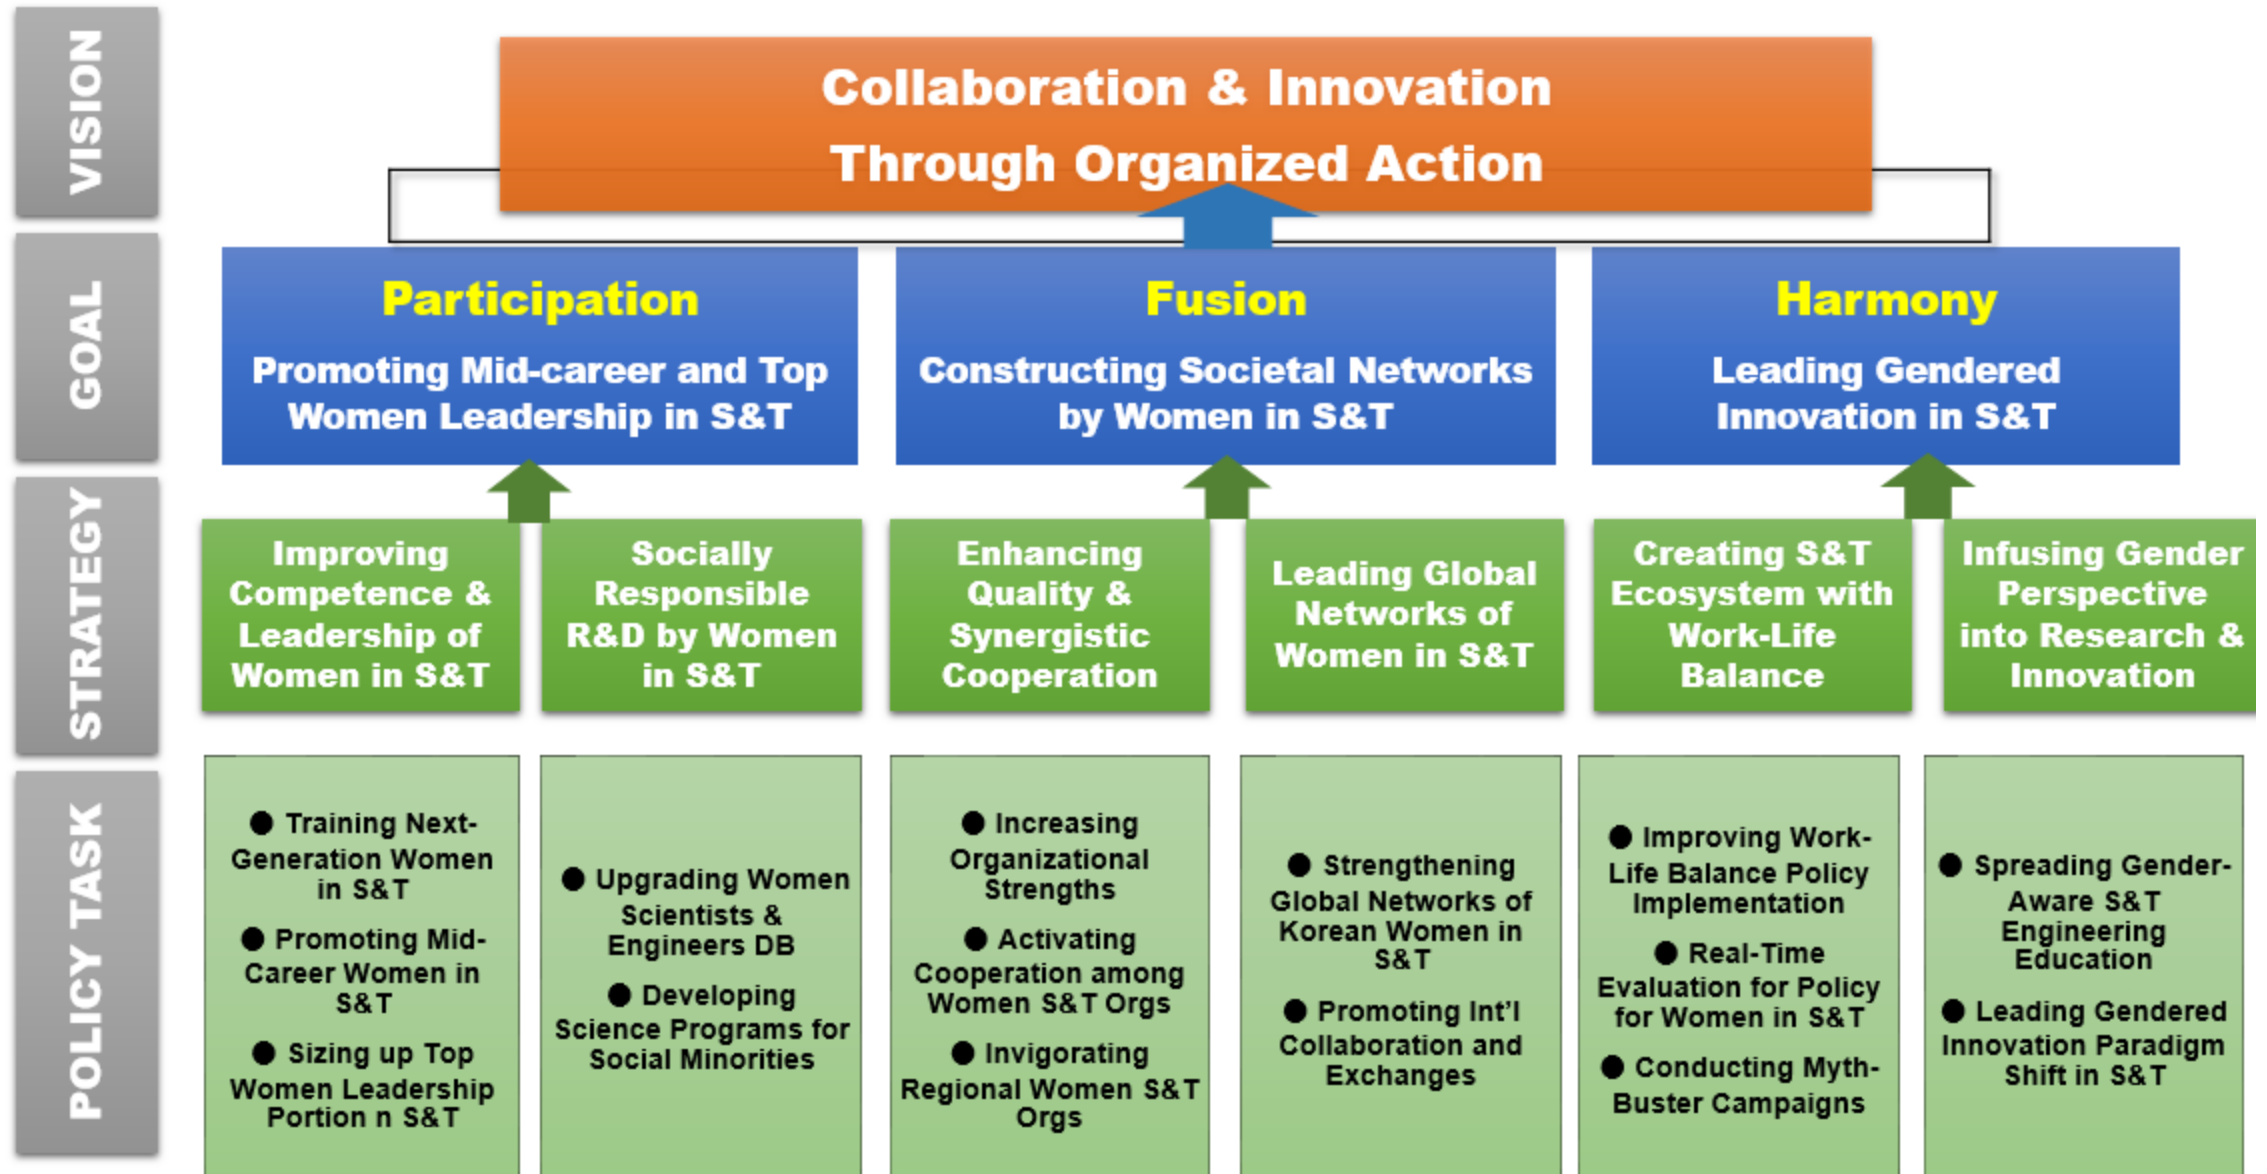 VISION
Collaboration & Innovation
Through Organized Action
GOAL
Participation
Promoting Mid-career and Top
Women Leadership in S&T
Fusion
Constructing Societal Networks
by Women in S&T
Harmony
Leading Gendered
Innovation in S&T
STRATEGY
Improving
Competence &
Leadership of
Women in S&T
Socially
Responsible
R&D by Women
in S&T
Enhancing
Quality &
Synergistic
Cooperation
Leading Global
Networks of
Women in S&T
Creating S&T
Ecosystem with
Work-Life
Balance
Infusing Gender
Perspective
into Research &
Innovation
POLICY TASK
● Training Next-
Generation Women
in S&T
● Promoting Mid-
Career Women in
S&T
● Sizing up Top
Women Leadership
Portion n S&T
● Upgrading Women
Scientists &
Engineers DB
● Developing
Science Programs for
Social Minorities
● Increasing
Organizational
Strengths
● Activating
Cooperation among
Women S&T Orgs
● Invigorating
Regional Women S&T
Orgs
● Strengthening
Global Networks of
Korean Women in
S&T
● Promoting Int'l
Collaboration and
Exchanges
● Improving Work-
Life Balance Policy
Implementation
● Real-Time
Evaluation for Policy
for Women in S&T
● Conducting Myth-
Buster Campaigns
● Spreading Gender-
Aware S&T
Engineering
Education
● Leading Gendered
Innovation Paradigm
Shift in S&T